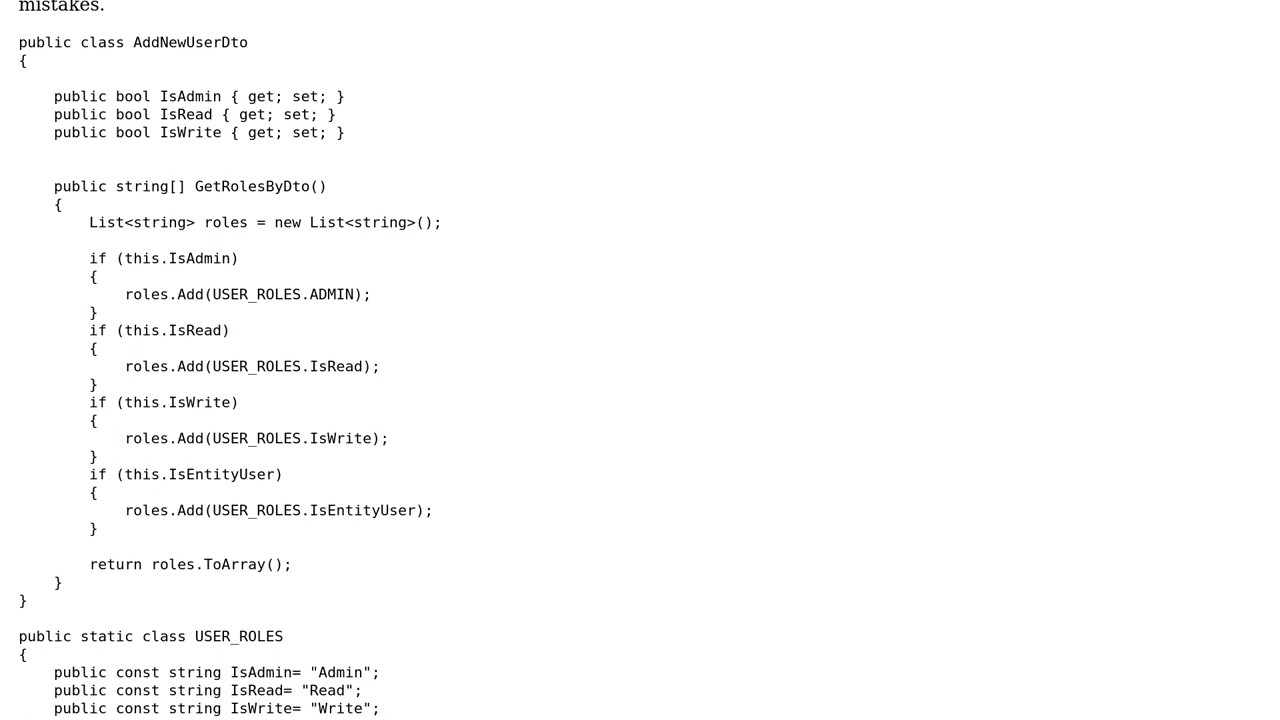 mistakes.
public class AddNewUserDto
{
    public bool IsAdmin { get; set; }
    public bool IsRead { get; set; }
    public bool IsWrite { get; set; }
    public string[] GetRolesByDto()
    {
        List<string> roles = new List<string>();
        if (this.IsAdmin)
        {
            roles.Add(USER_ROLES.ADMIN);
        }
        if (this.IsRead)
        {
            roles.Add(USER_ROLES.IsRead);
        }
        if (this.IsWrite)
        {
            roles.Add(USER_ROLES.IsWrite);
        }
        if (this.IsEntityUser)
        {
            roles.Add(USER_ROLES.IsEntityUser);
        }
        return roles.ToArray();
    }
}
public static class USER_ROLES
{
    public const string IsAdmin= "Admin";
    public const string IsRead= "Read";
    public const string IsWrite= "Write";